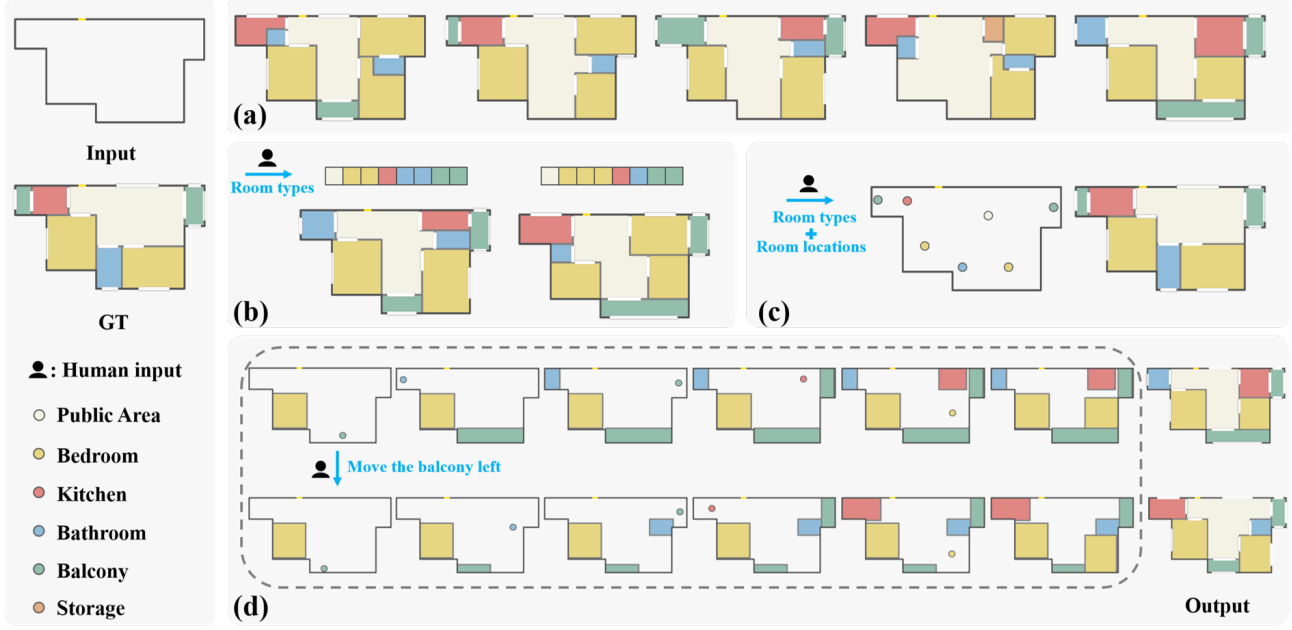 Input
GT
: Human input
Public Area
Bedroom
Kitchen
Bathroom
Balcony
Storage
(a)
Room types
(b)
Room types
+
Room locations
(c)
Move the balcony left
(d)
Output